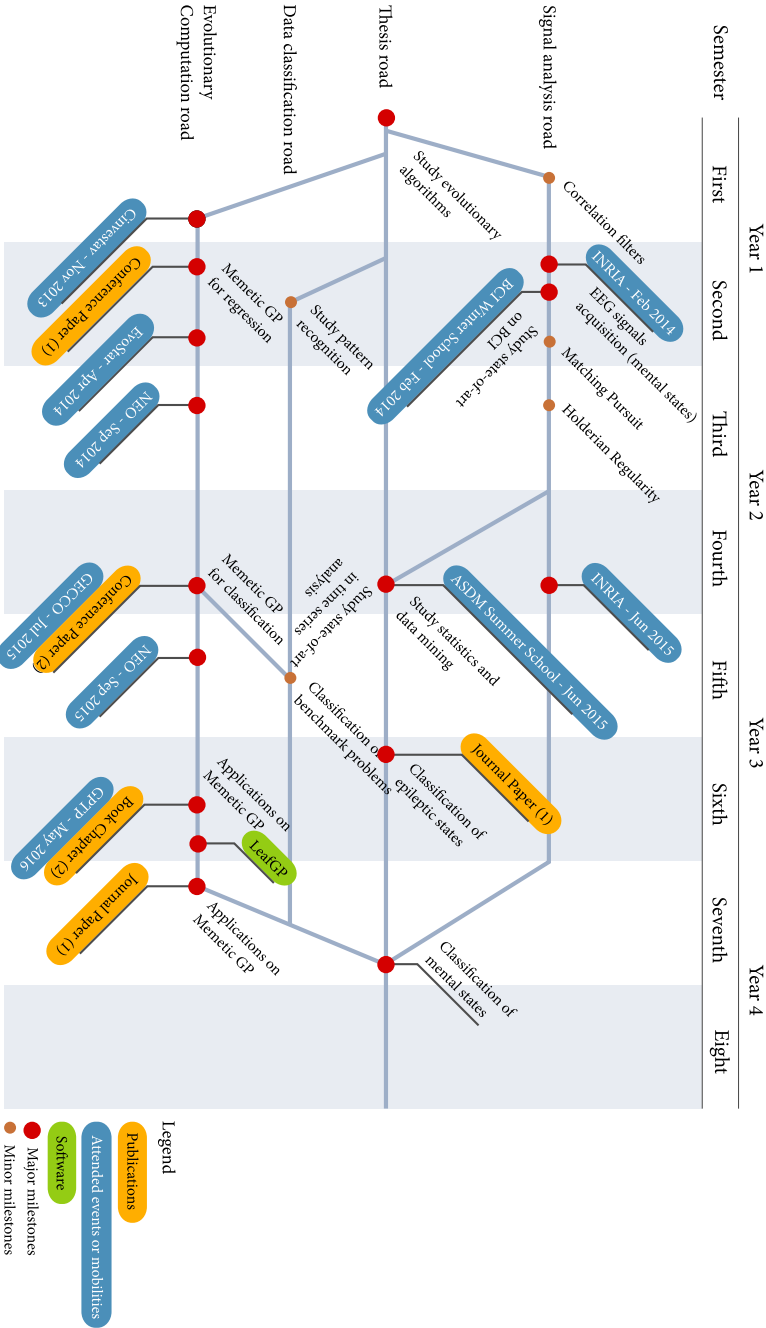 Year 1
Year 2
Year 3
Year 4
Semester
First
Second
Third
Fourth
Fifth
Sixth
Seventh
Eight
Signal analysis road
Correlation filters
INRIA - Feb 2014
EEG signals
acquisition (mental states)
BCI Winter School - Feb 2014
Study state-of-art
on BCI
Matching Pursuit
Holderian Regularity
INRIA - Jun 2015
Thesis road
Study evolutionary
algorithms
ASDM Summer School - Jun 2015
Study statistics and
data mining
Study state-of-art
in time series
analysis
Journal Paper (1)
Classification of
epileptic states
Classification of
mental states
Data classification road
Study pattern
recognition
Classification of
benchmark problems
Evolutionary
Computation road
Cinvestav - Nov 2013
Conference Paper (1)
Memetic GP
for regression
EvoStar - Apr 2014
NEO - Sep 2014
Memetic GP
for classification
Conference Paper (2)
GECCO - Jul 2015
NEO - Sep 2015
Applications on
Memetic GP
Book Chapter (2)
GPTP - May 2016
LeafGP
Journal Paper (1)
Applications on
Memetic GP
Legend
Publications
Attended events or mobilities
Software
Major milestones
Minor milestones